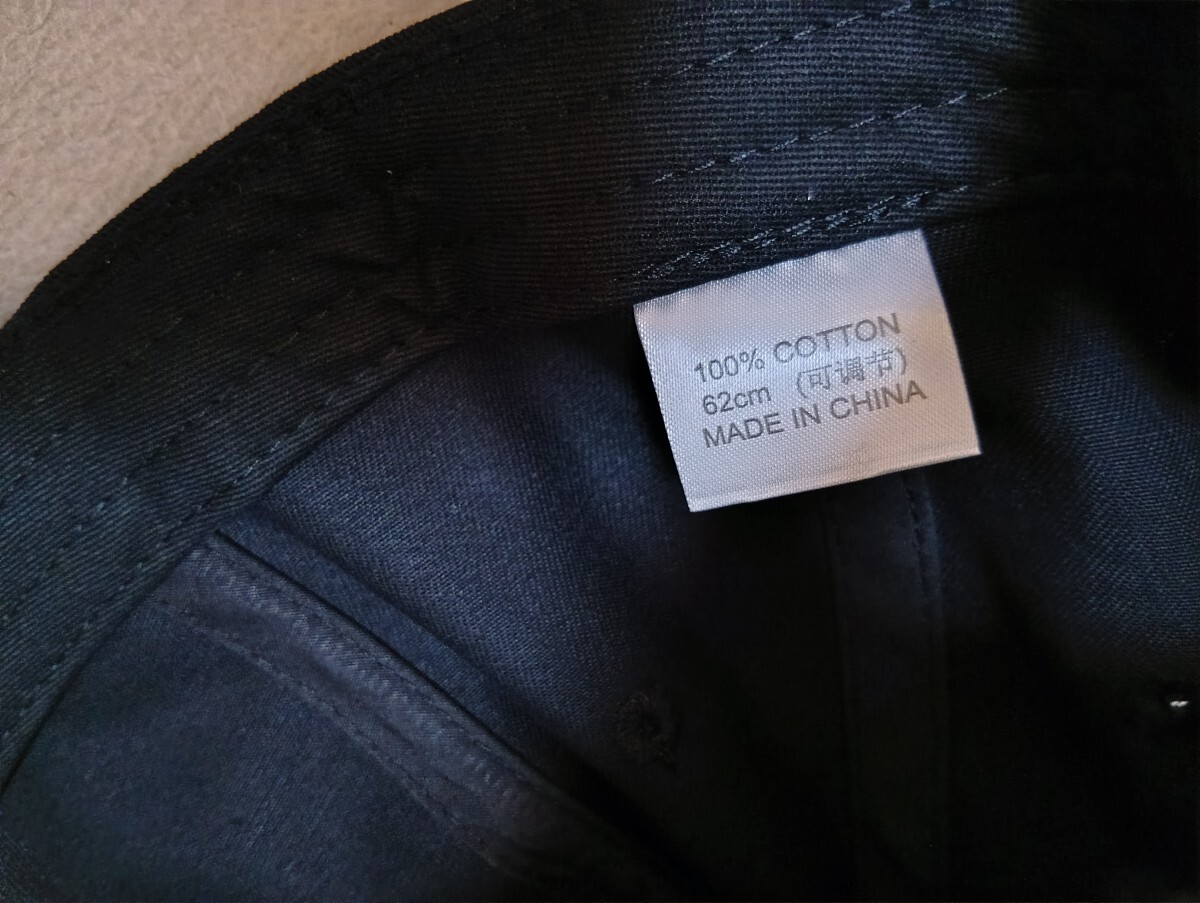 100% COTTON
62cm (可调节)
MADE IN CHINA